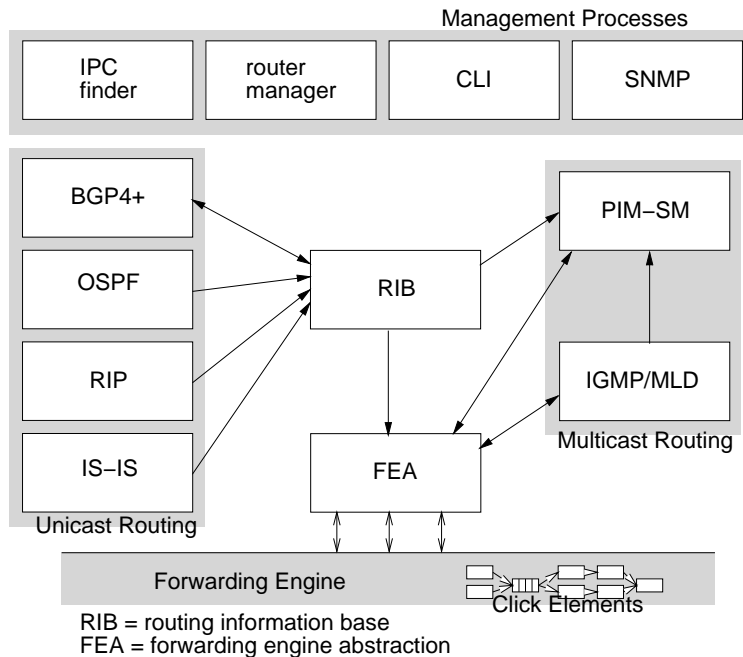 Management Processes
IPC
finder
router
manager
CLI
SNMP
BGP4+
OSPF
RIP
IS–IS
Unicast Routing
RIB
FEA
PIM–SM
IGMP/MLD
Multicast Routing
Forwarding Engine
Click Elements
RIB = routing information base
FEA = forwarding engine abstraction